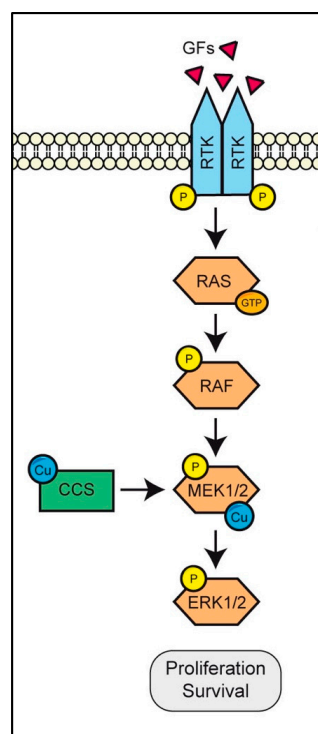 GFs
RTK
RTK
P
P
RAS
GTP
P
RAF
Cu
CCS
P
MEK1/2
Cu
P
ERK1/2
Proliferation
Survival